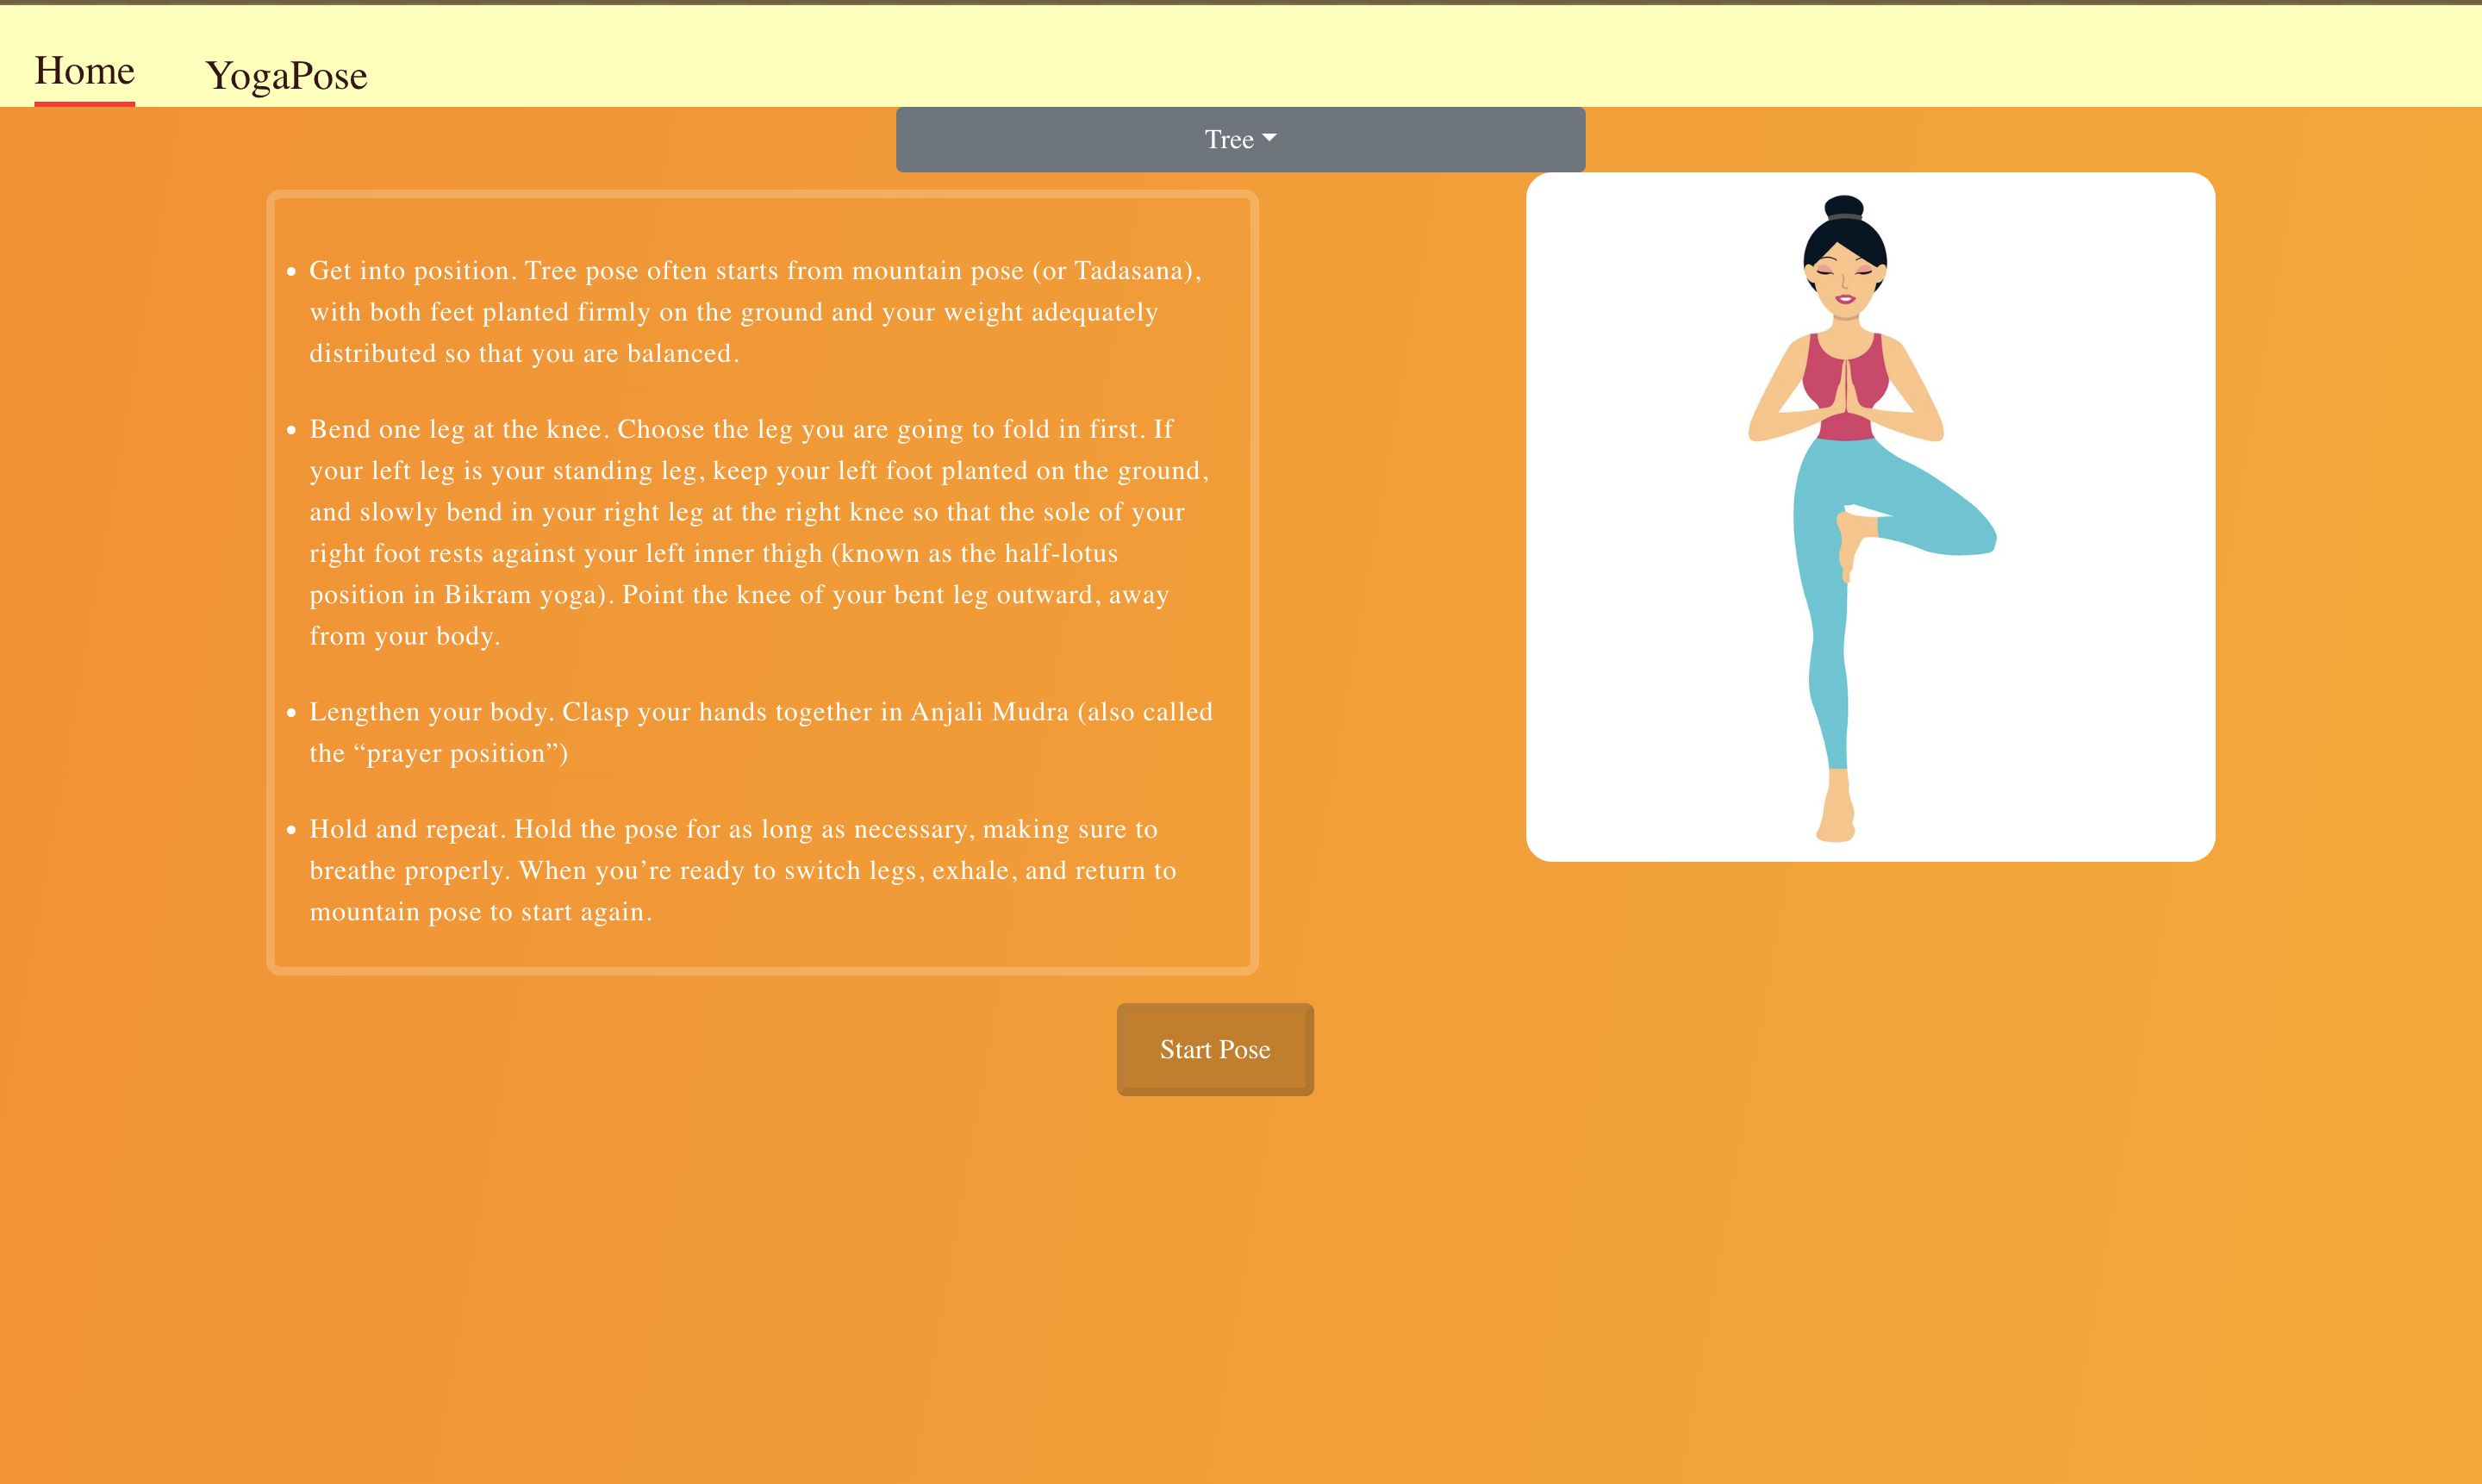 Home
YogaPose
Tree
Get into position. Tree pose often starts from mountain pose (or Tadasana),
with both feet planted firmly on the ground and your weight adequately
distributed so that you are balanced.
Bend one leg at the knee. Choose the leg you are going to fold in first. If
your left leg is your standing leg, keep your left foot planted on the ground,
and slowly bend in your right leg at the right knee so that the sole of your
right foot rests against your left inner thigh (known as the half-lotus
position in Bikram yoga). Point the knee of your bent leg outward, away
from your body.
Lengthen your body. Clasp your hands together in Anjali Mudra (also called
the “prayer position”)
Hold and repeat. Hold the pose for as long as necessary, making sure to
breathe properly. When you’re ready to switch legs, exhale, and return to
mountain pose to start again.
Start Pose